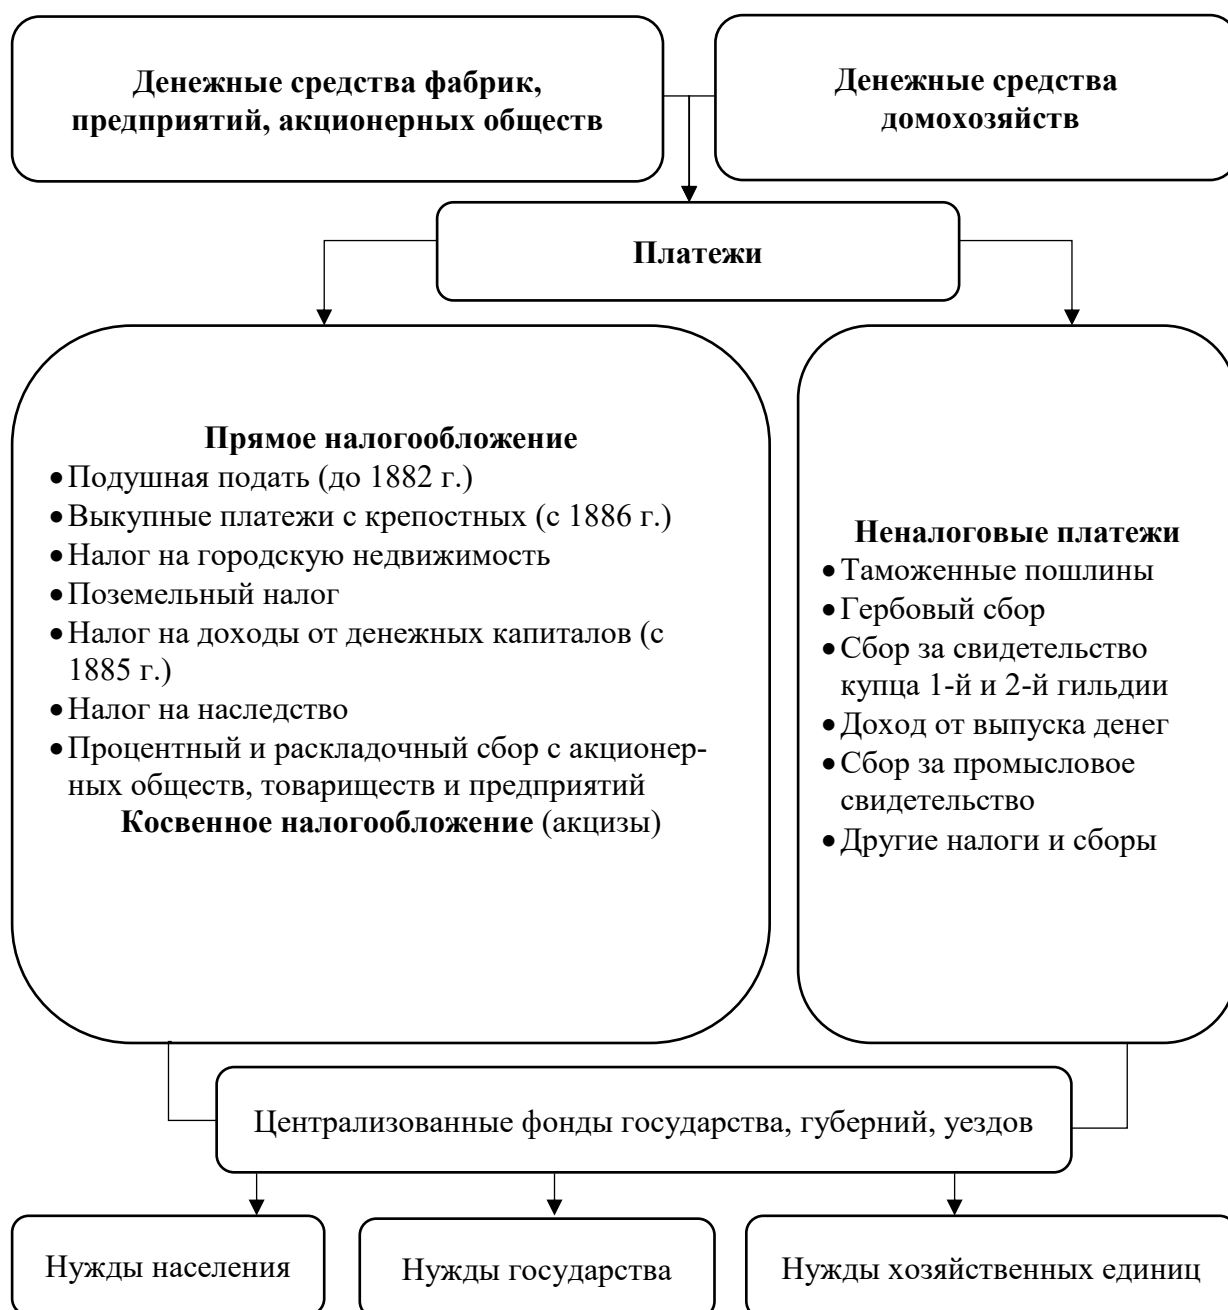 Денежные средства фабрик,
предприятий, акционерных обществ
Денежные средства
домохозяйств
Платежи
Прямое налогообложение
•Подушная подать (до 1882 г.)
•Выкупные платежи с крепостных (с 1886 г.)
•Налог на городскую недвижимость
•Поземельный налог
•Налог на доходы от денежных капиталов (с
1885 г.)
•Налог на наследство
•Процентный и раскладочный сбор с акционер-
ных обществ, товариществ и предприятий
Косвенное налогообложение (акцизы)
Неналоговые платежи
•Таможенные пошлины
•Гербовый сбор
•Сбор за свидетельство
купца 1-й и 2-й гильдии
•Доход от выпуска денег
•Сбор за промысловое
свидетельство
•Другие налоги и сборы
Централизованные фонды государства, губерний, уездов
Нужды населения
Нужды государства
Нужды хозяйственных единиц